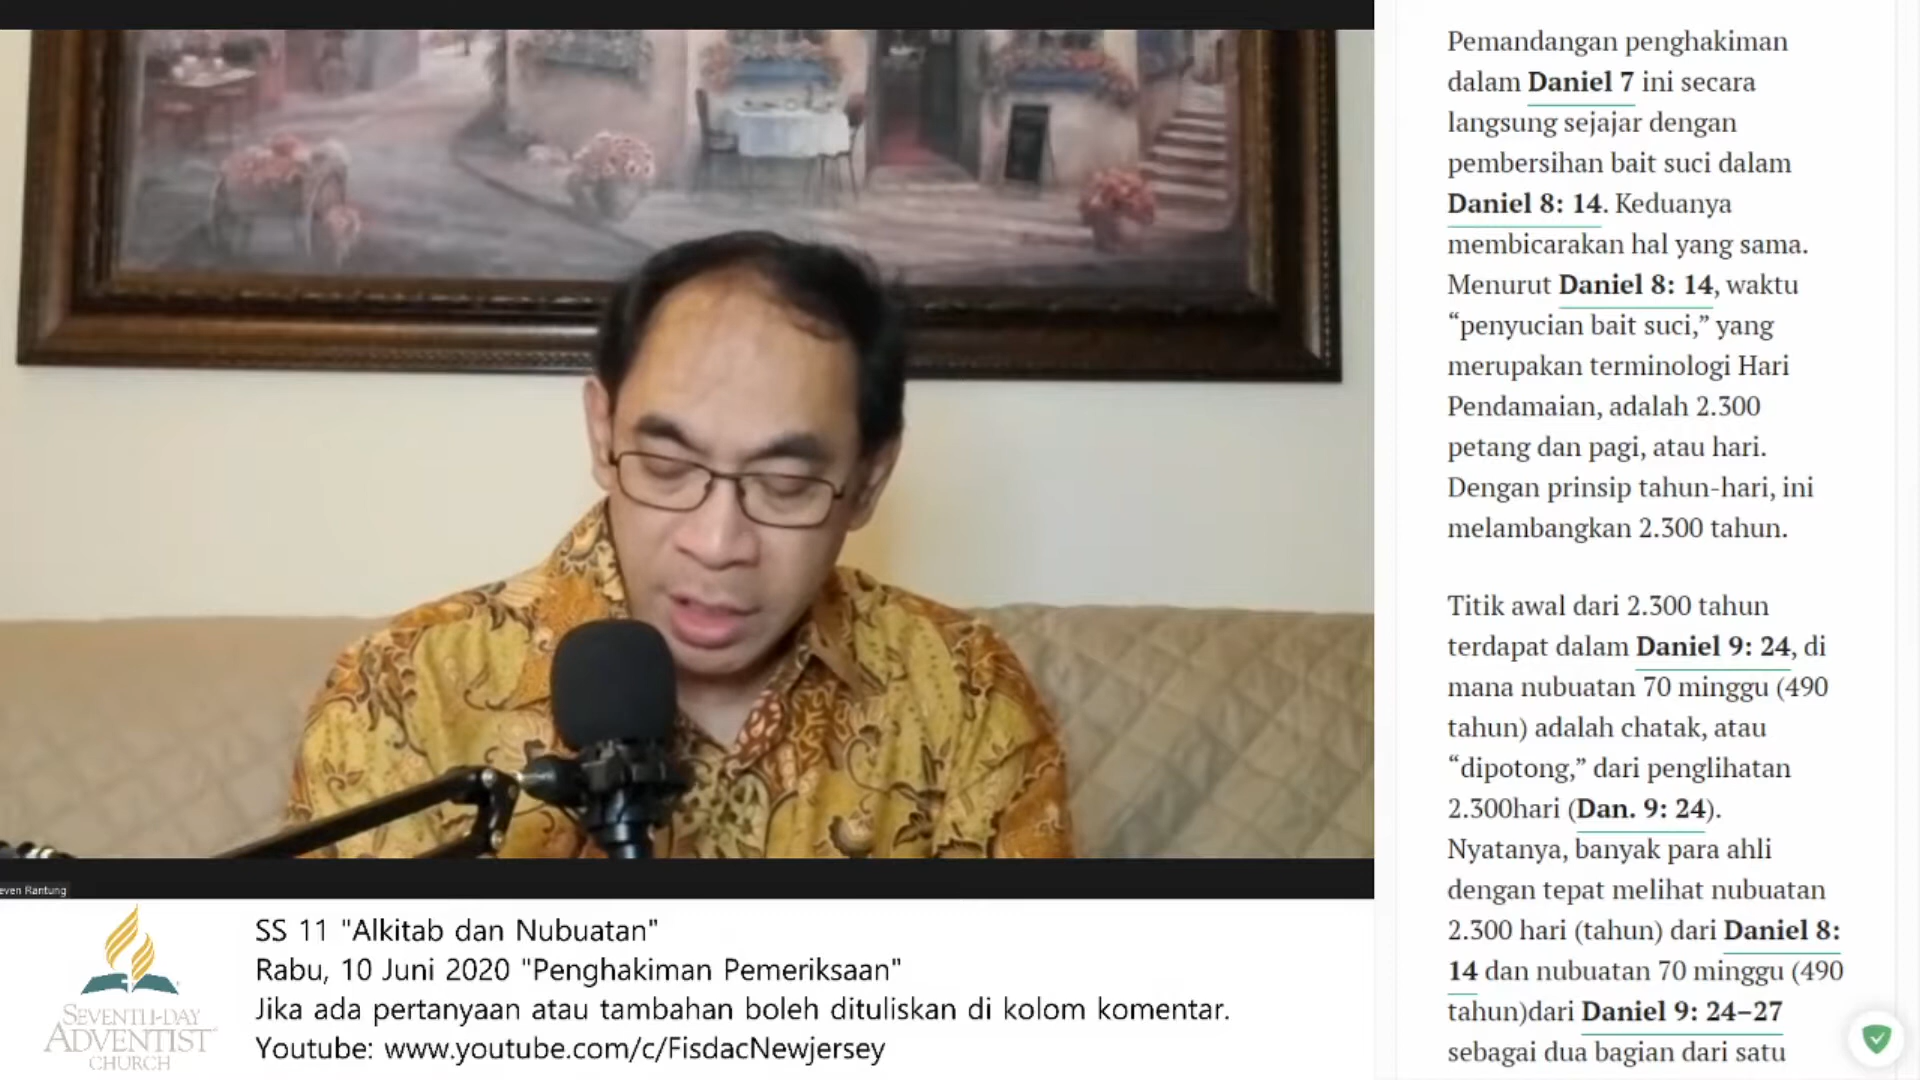 Pemandangan penghakiman
dalam Daniel 7 ini secara
langsung sejajar dengan
pembersihan bait suci dalam
Daniel 8: 14. Keduanya
membicarakan hal yang sama.
Menurut Daniel 8: 14, waktu
“penyucian bait suci,” yang
merupakan terminologi Hari
Pendamaian, adalah 2.300
petang dan pagi, atau hari.
Dengan prinsip tahun-hari, ini
melambangkan 2.300 tahun.
Titik awal dari 2.300 tahun
terdapat dalam Daniel 9: 24, di
mana nubuatan 70 minggu (490
tahun) adalah chatak, atau
“dipotong,” dari penglihatan
2.300hari (Dan. 9: 24).
Nyatanya, banyak para ahli
dengan tepat melihat nubuatan
2.300 hari (tahun) dari Daniel 8:
14 dan nubuatan 70 minggu (490
tahun)dari Daniel 9: 24–27
sebagai dua bagian dari satu
even Rantung
SEVENTH-DAY
ADVENTIST
CHURCH
SS 11 "Alkitab dan Nubuatan"
Rabu, 10 Juni 2020 "Penghakiman Pemeriksaan"
Jika ada pertanyaan atau tambahan boleh dituliskan di kolom komentar.
Youtube: www.youtube.com/c/FisdacNewjersey